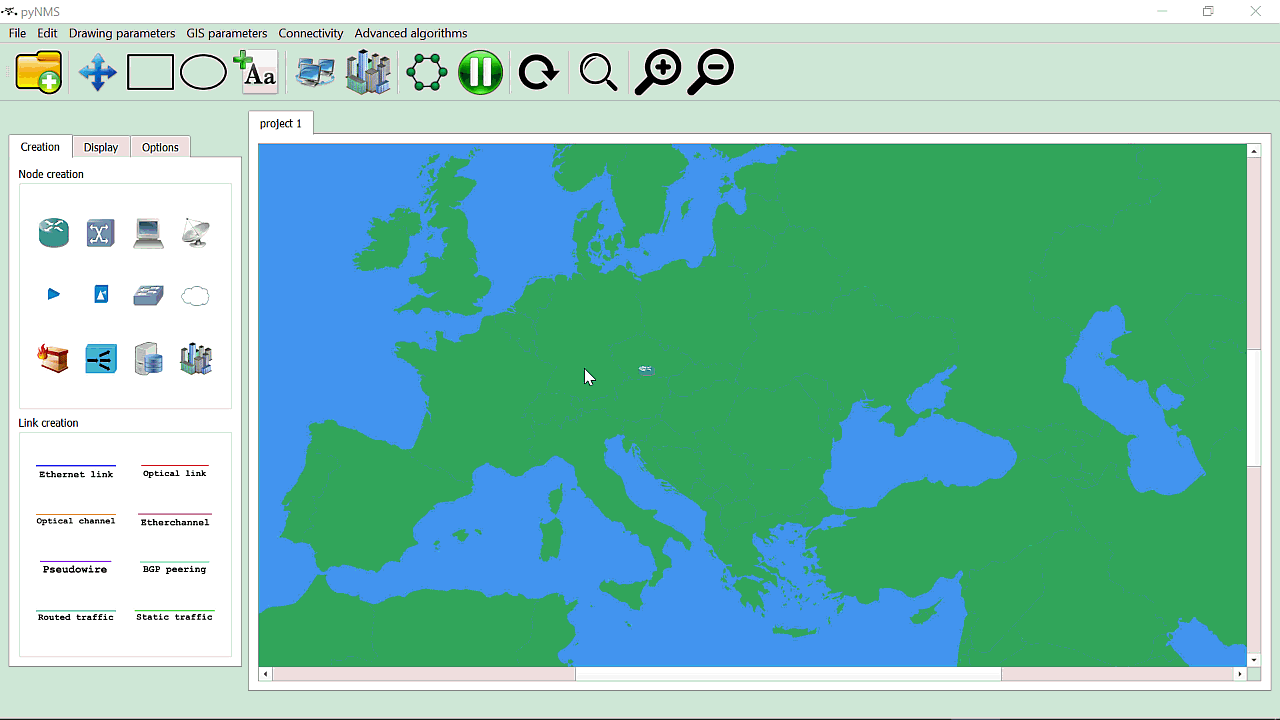 pyNMS
File Edit Drawing parameters GIS parameters Connectivity Advanced algorithms
Aa
project 1
Creation Display Options
Node creation
Link creation
Ethernet link Optical link
Optical channel Etherchannel
Pseudowire BGP peering
Routed traffic Static traffic